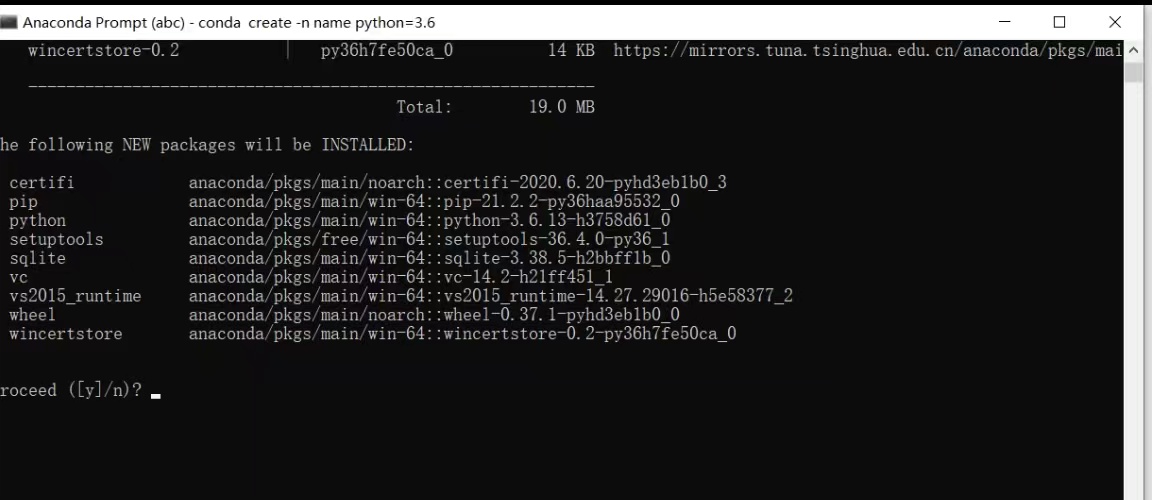 Anaconda Prompt (abc) - conda create -n name python=3.6
wincertstore-0.2 | py36h7fe50ca_0 14 KB https://mirrors.tuna.tsinghua.edu.cn/anaconda/pkgs/mai
------------------------------------------------------------
Total: 19.0 MB
he following NEW packages will be INSTALLED:
certifi anaconda/pkgs/main/noarch::certifi-2020.6.20-pyhd3eb1b0_3
pip anaconda/pkgs/main/win-64::pip-21.2.2-py36haa95532_0
python anaconda/pkgs/main/win-64::python-3.6.13-h3758d61_0
setuptools anaconda/pkgs/free/win-64::setuptools-36.4.0-py36_1
sqlite anaconda/pkgs/main/win-64::sqlite-3.38.5-h2bbff1b_0
vc anaconda/pkgs/main/win-64::vc-14.2-h21ff451_1
vs2015_runtime anaconda/pkgs/main/win-64::vs2015_runtime-14.27.29016-h5e58377_2
wheel anaconda/pkgs/main/noarch::wheel-0.37.1-pyhd3eb1b0_0
wincertstore anaconda/pkgs/main/win-64::wincertstore-0.2-py36h7fe50ca_0
roceed ([y]/n)?